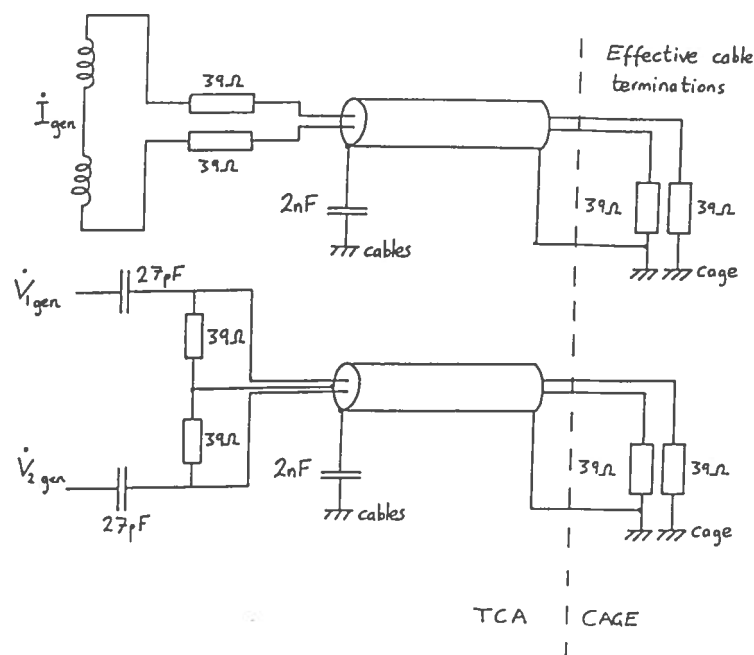 Effective cable
terminations
39Ω
İgen
39Ω
2nF
cables
39Ω
39Ω
cage
V̇1gen
27pF
39Ω
39Ω
V̇2gen
27pF
2nF
cables
39Ω
39Ω
cage
TCA
CAGE